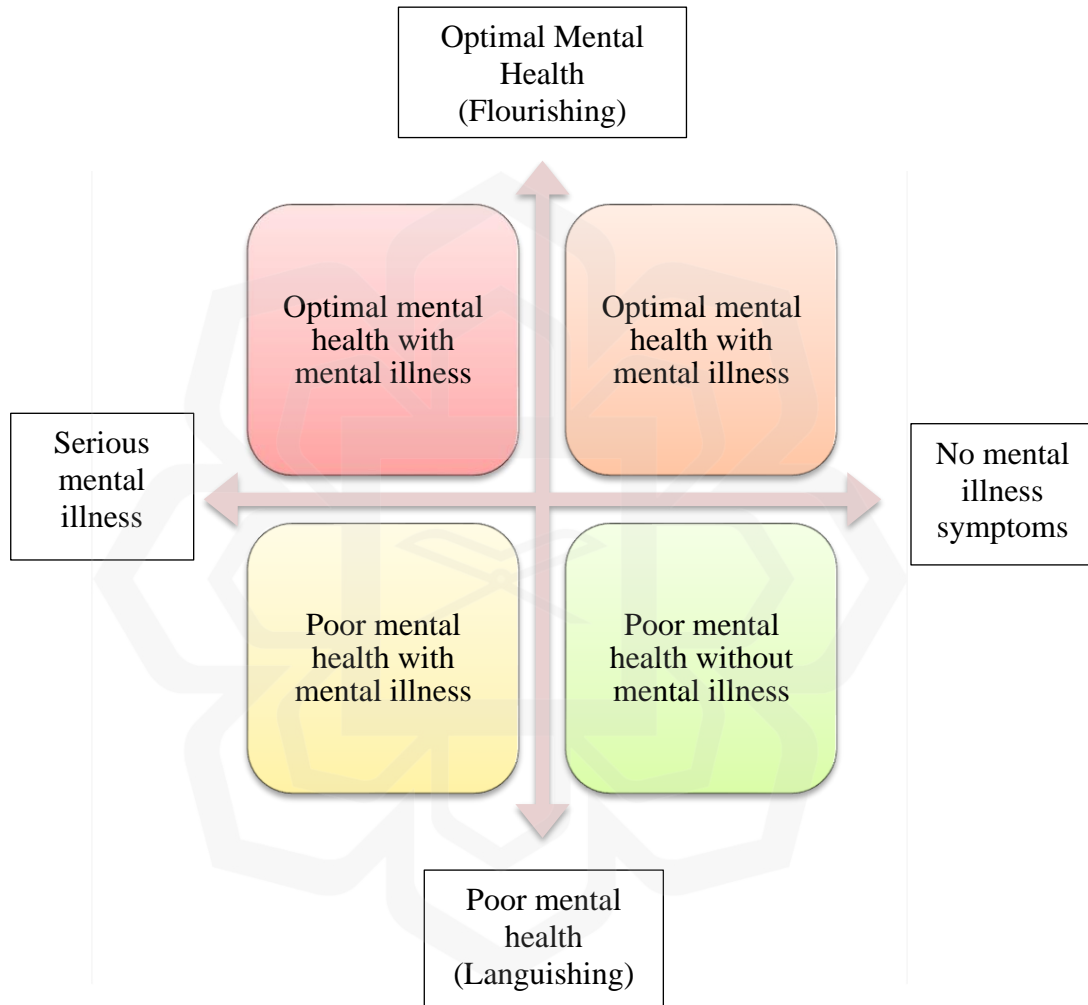 Optimal Mental
Health
(Flourishing)
Optimal mental
health with
mental illness
Optimal mental
health with
mental illness
Serious
mental
illness
No mental
illness
symptoms
Poor mental
health with
mental illness
Poor mental
health without
mental illness
Poor mental
health
(Languishing)